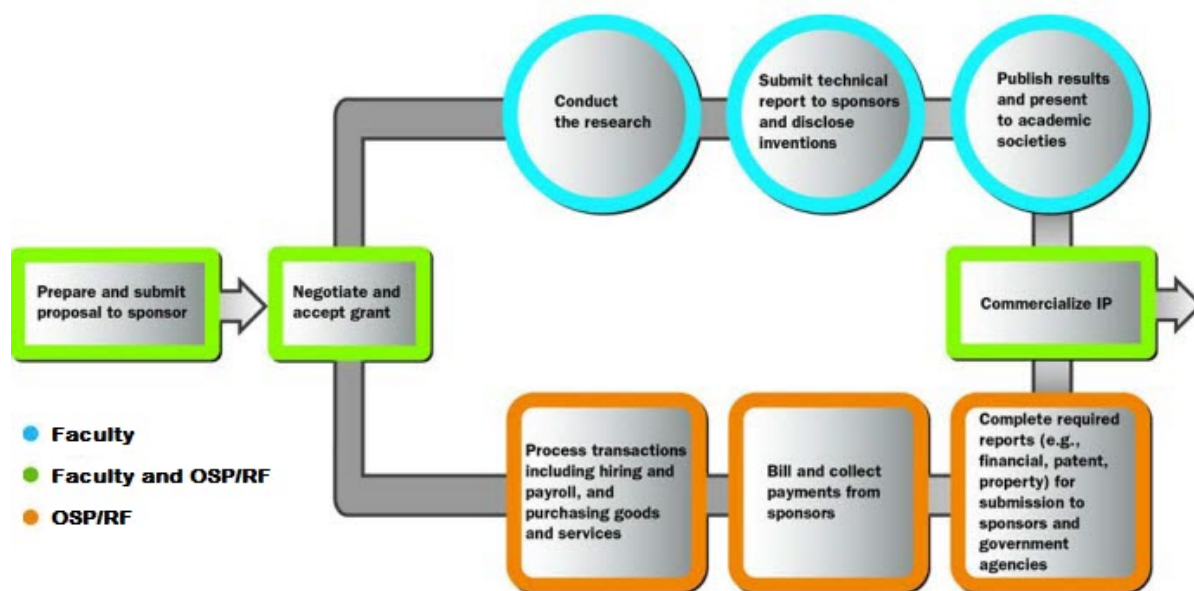 Conduct
the research
Submit technical
report to sponsors
and disclose
inventions
Publish results
and present
to academic
societies
Prepare and submit
proposal to sponsor
Negotiate and
accept grant
Commercialize IP
Faculty
Faculty and OSP/RF
OSP/RF
Process transactions
including hiring and
payroll, and
purchasing goods
and services
Bill and collect
payments from
sponsors
Complete required
reports (e.g.,
financial, patent,
property) for
submission to
sponsors and
government
agencies